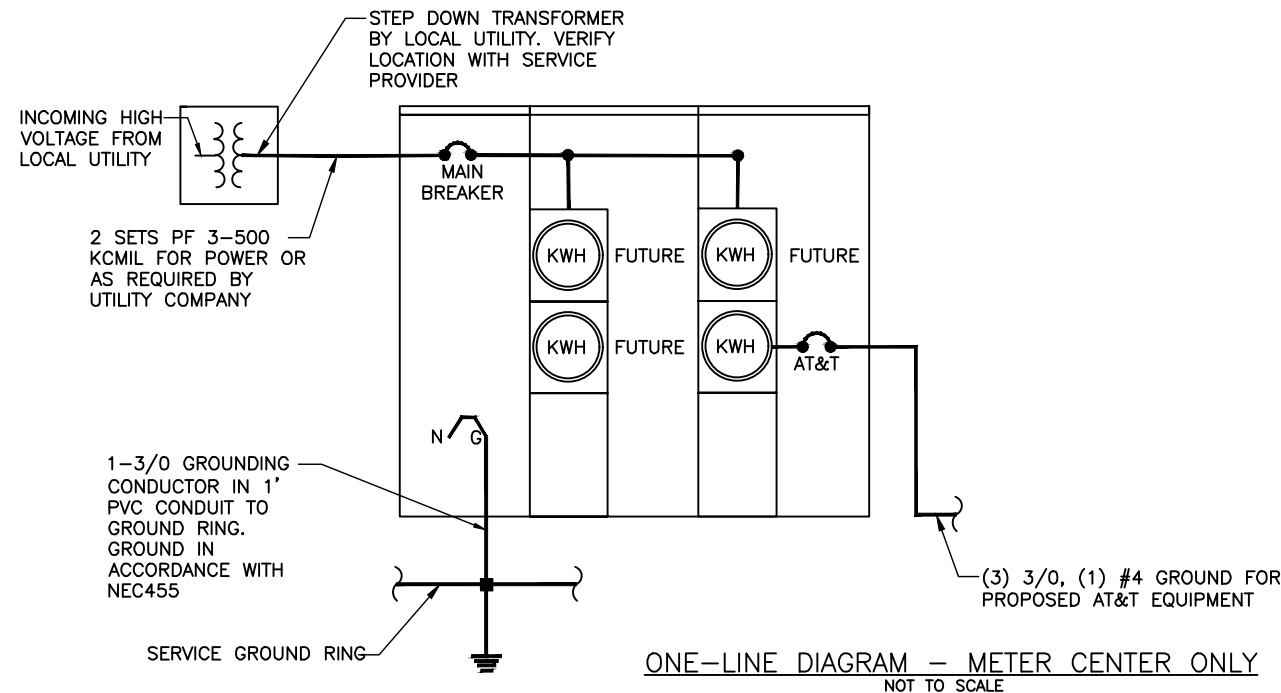 STEP DOWN TRANSFORMER
BY LOCAL UTILITY. VERIFY
LOCATION WITH SERVICE
PROVIDER
INCOMING HIGH
VOLTAGE FROM
LOCAL UTILITY
MAIN
BREAKER
2 SETS PF 3-500
KCMIL FOR POWER OR
AS REQUIRED BY
UTILITY COMPANY
KWH FUTURE KWH FUTURE
KWH FUTURE KWH
AT&T
N G
1-3/0 GROUNDING
CONDUCTOR IN 1'
PVC CONDUIT TO
GROUND RING.
GROUND IN
ACCORDANCE WITH
NEC455
(3) 3/0, (1) #4 GROUND FOR
PROPOSED AT&T EQUIPMENT
SERVICE GROUND RING
ONE-LINE DIAGRAM - METER CENTER ONLY
NOT TO SCALE